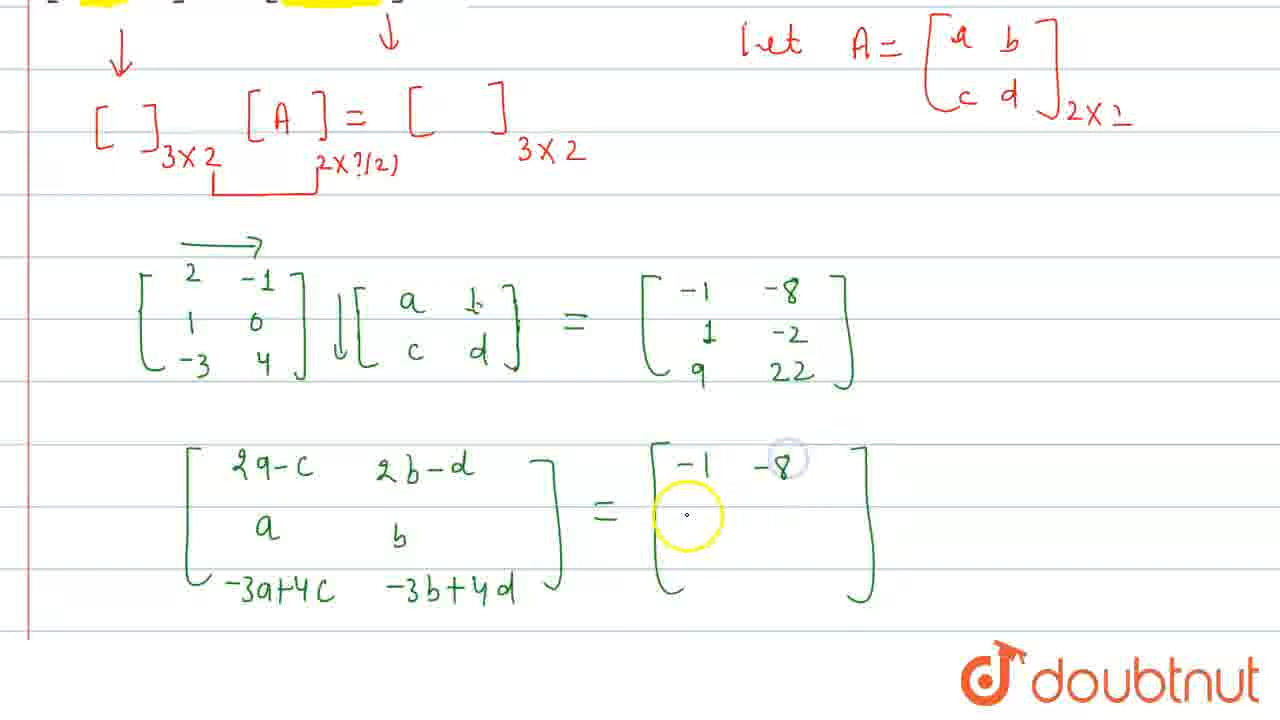 let A = [a b
c d] 2×2
[ ] 3×2 [A] 2×?(2) = [ ] 3×2
[2 -1
1 0
-3 4] [a b
c d] = [-1 -8
1 -2
9 22]
[2a-c 2b-d
a b
-3a+4c -3b+4d] = [-1 -8
]
doubtnut